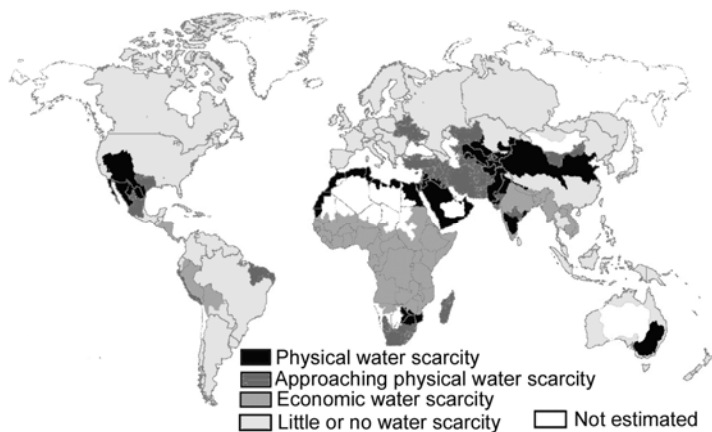 Physical water scarcity
Approaching physical water scarcity
Economic water scarcity
Little or no water scarcity
Not estimated